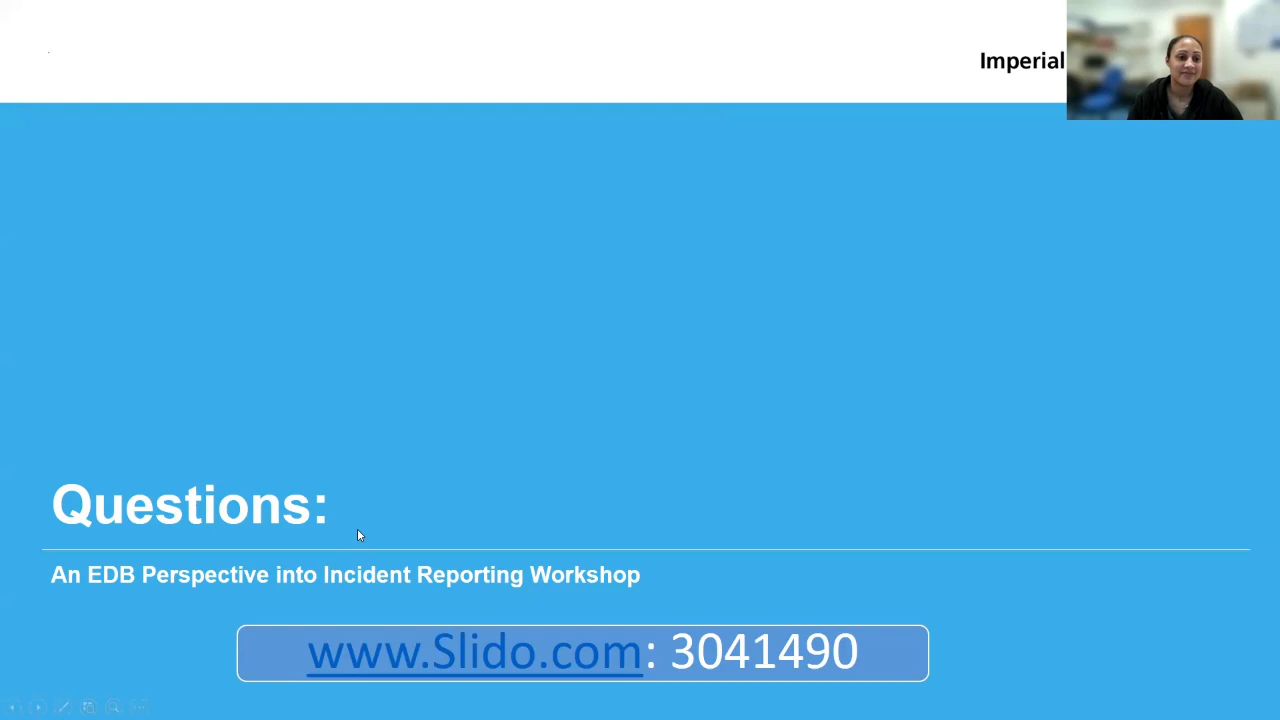 Imperial
Questions:
An EDB Perspective into Incident Reporting Workshop
www.Slido.com: 3041490